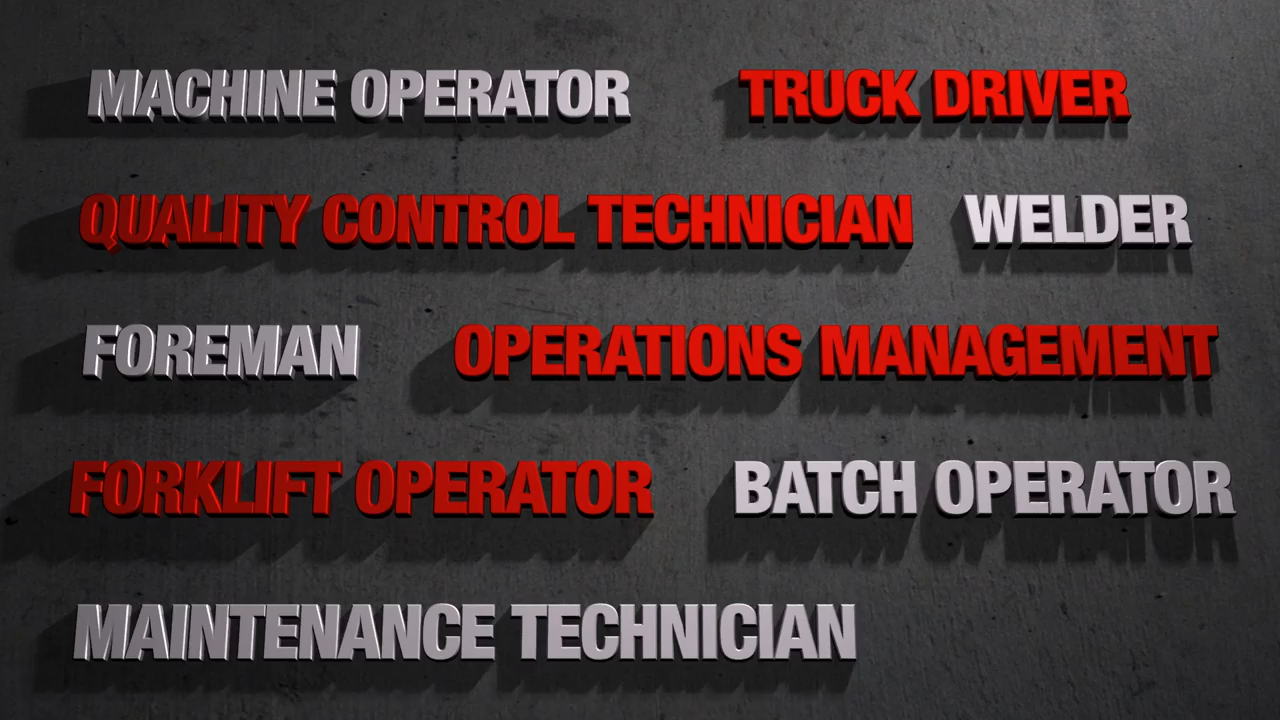 MACHINE OPERATOR TRUCK DRIVER
QUALITY CONTROL TECHNICIAN WELDER
FOREMAN OPERATIONS MANAGEMENT
FORKLIFT OPERATOR BATCH OPERATOR
MAINTENANCE TECHNICIAN